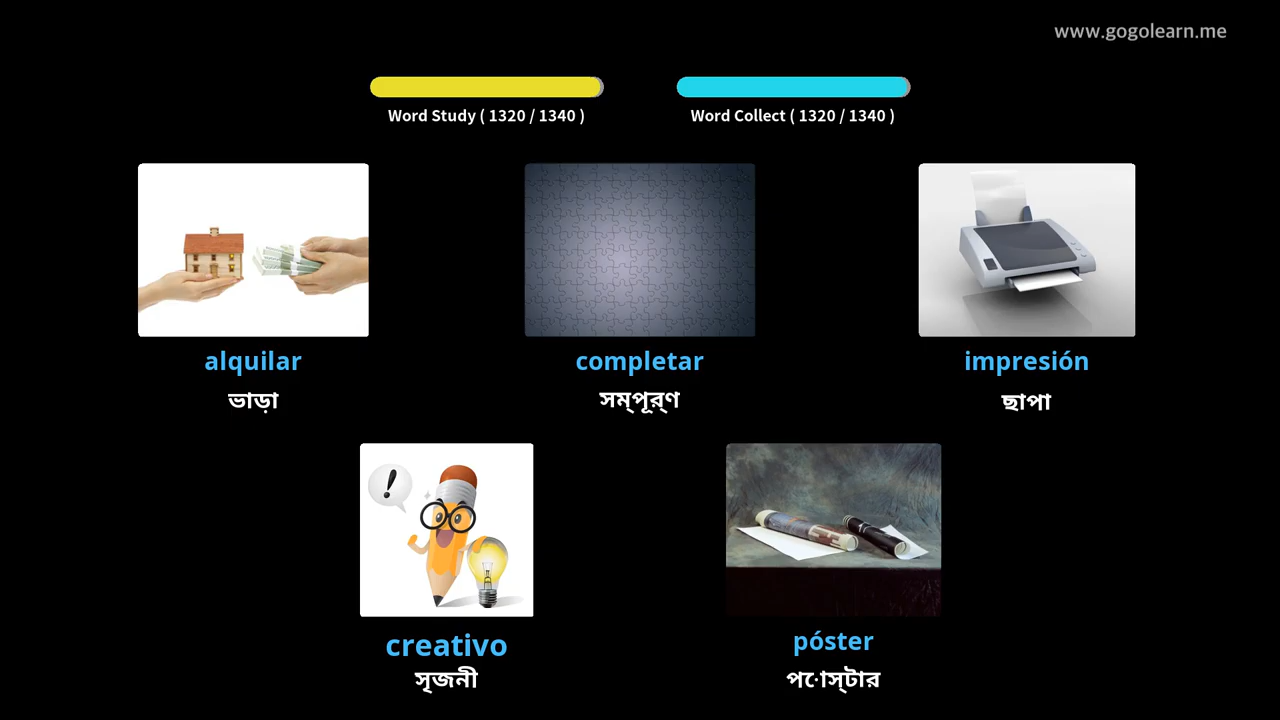 www.gogolearn.me
Word Study ( 1320 / 1340 )
Word Collect ( 1320 / 1340 )
alquilar
completar
impresión
ভাড়া
সম্পূর্ণ
ছাপা
creativo
póster
সৃজনী
পোস্টার